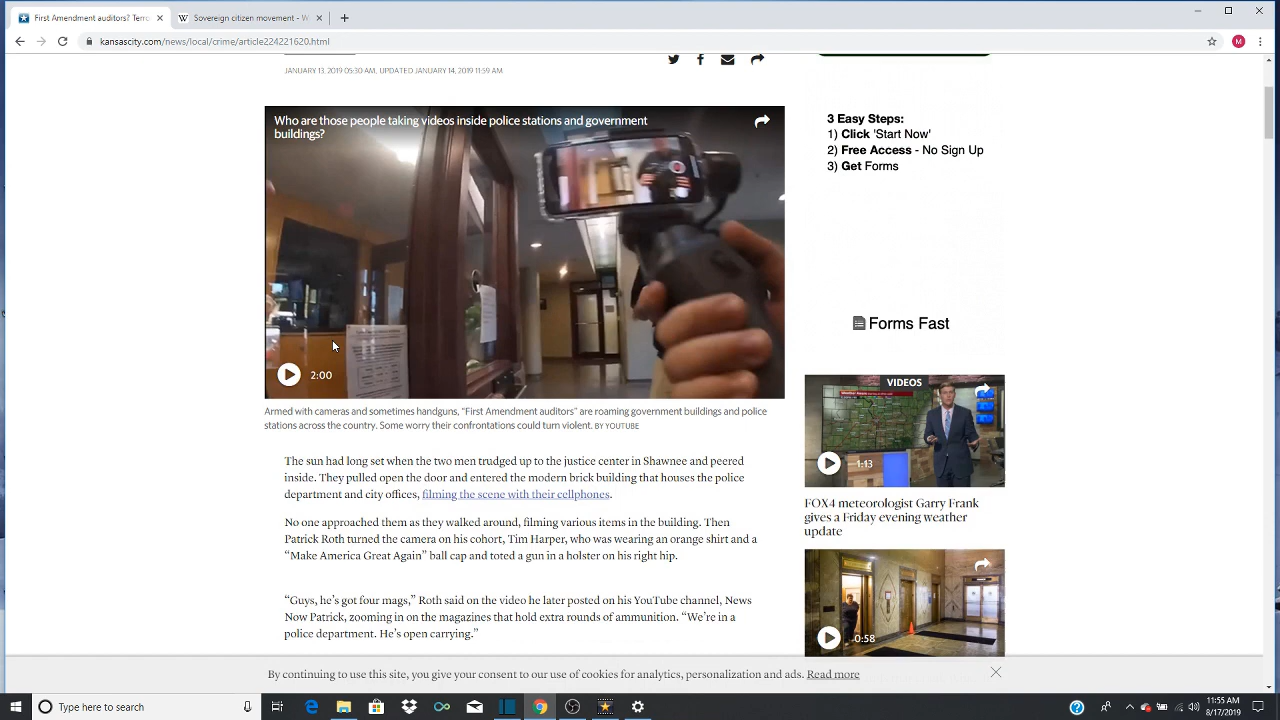 First Amendment auditors? Terro
Sovereign citizen movement - W
kansascity.com/news/local/crime/article224221620.html
M
JANUARY 13, 2019 05:30 AM, UPDATED JANUARY 14, 2019 11:59 AM
Who are those people taking videos inside police stations and government
buildings?
2:00
Armed with cameras and sometimes handguns, “First Amendment auditors” are roaming government buildings and police
stations across the country. Some worry their confrontations could turn violent. BY YOUTUBE
The sun had long set when the two men trudged up to the justice center in Shawnee and peered
inside. They pulled open the door and entered the modern brick building that houses the police
department and city offices, filming the scene with their cellphones.
No one approached them as they walked around, filming various items in the building. Then
Patrick Roth turned the camera on his cohort, Tim Harper, who was wearing an orange shirt and a
“Make America Great Again” ball cap and toted a gun in a holster on his right hip.
“Guys, he’s got four mags,” Roth said on the video he later posted on his YouTube channel, News
Now Patrick, zooming in on the magazines that hold extra rounds of ammunition. “We’re in a
police department. He’s open carrying.”
3 Easy Steps:
1) Click 'Start Now'
2) Free Access - No Sign Up
3) Get Forms
Forms Fast
VIDEOS
1:13
FOX4 meteorologist Garry Frank
gives a Friday evening weather
update
0:58
By continuing to use this site, you give your consent to our use of cookies for analytics, personalization and ads. Read more
Type here to search
11:55 AM
8/17/2019